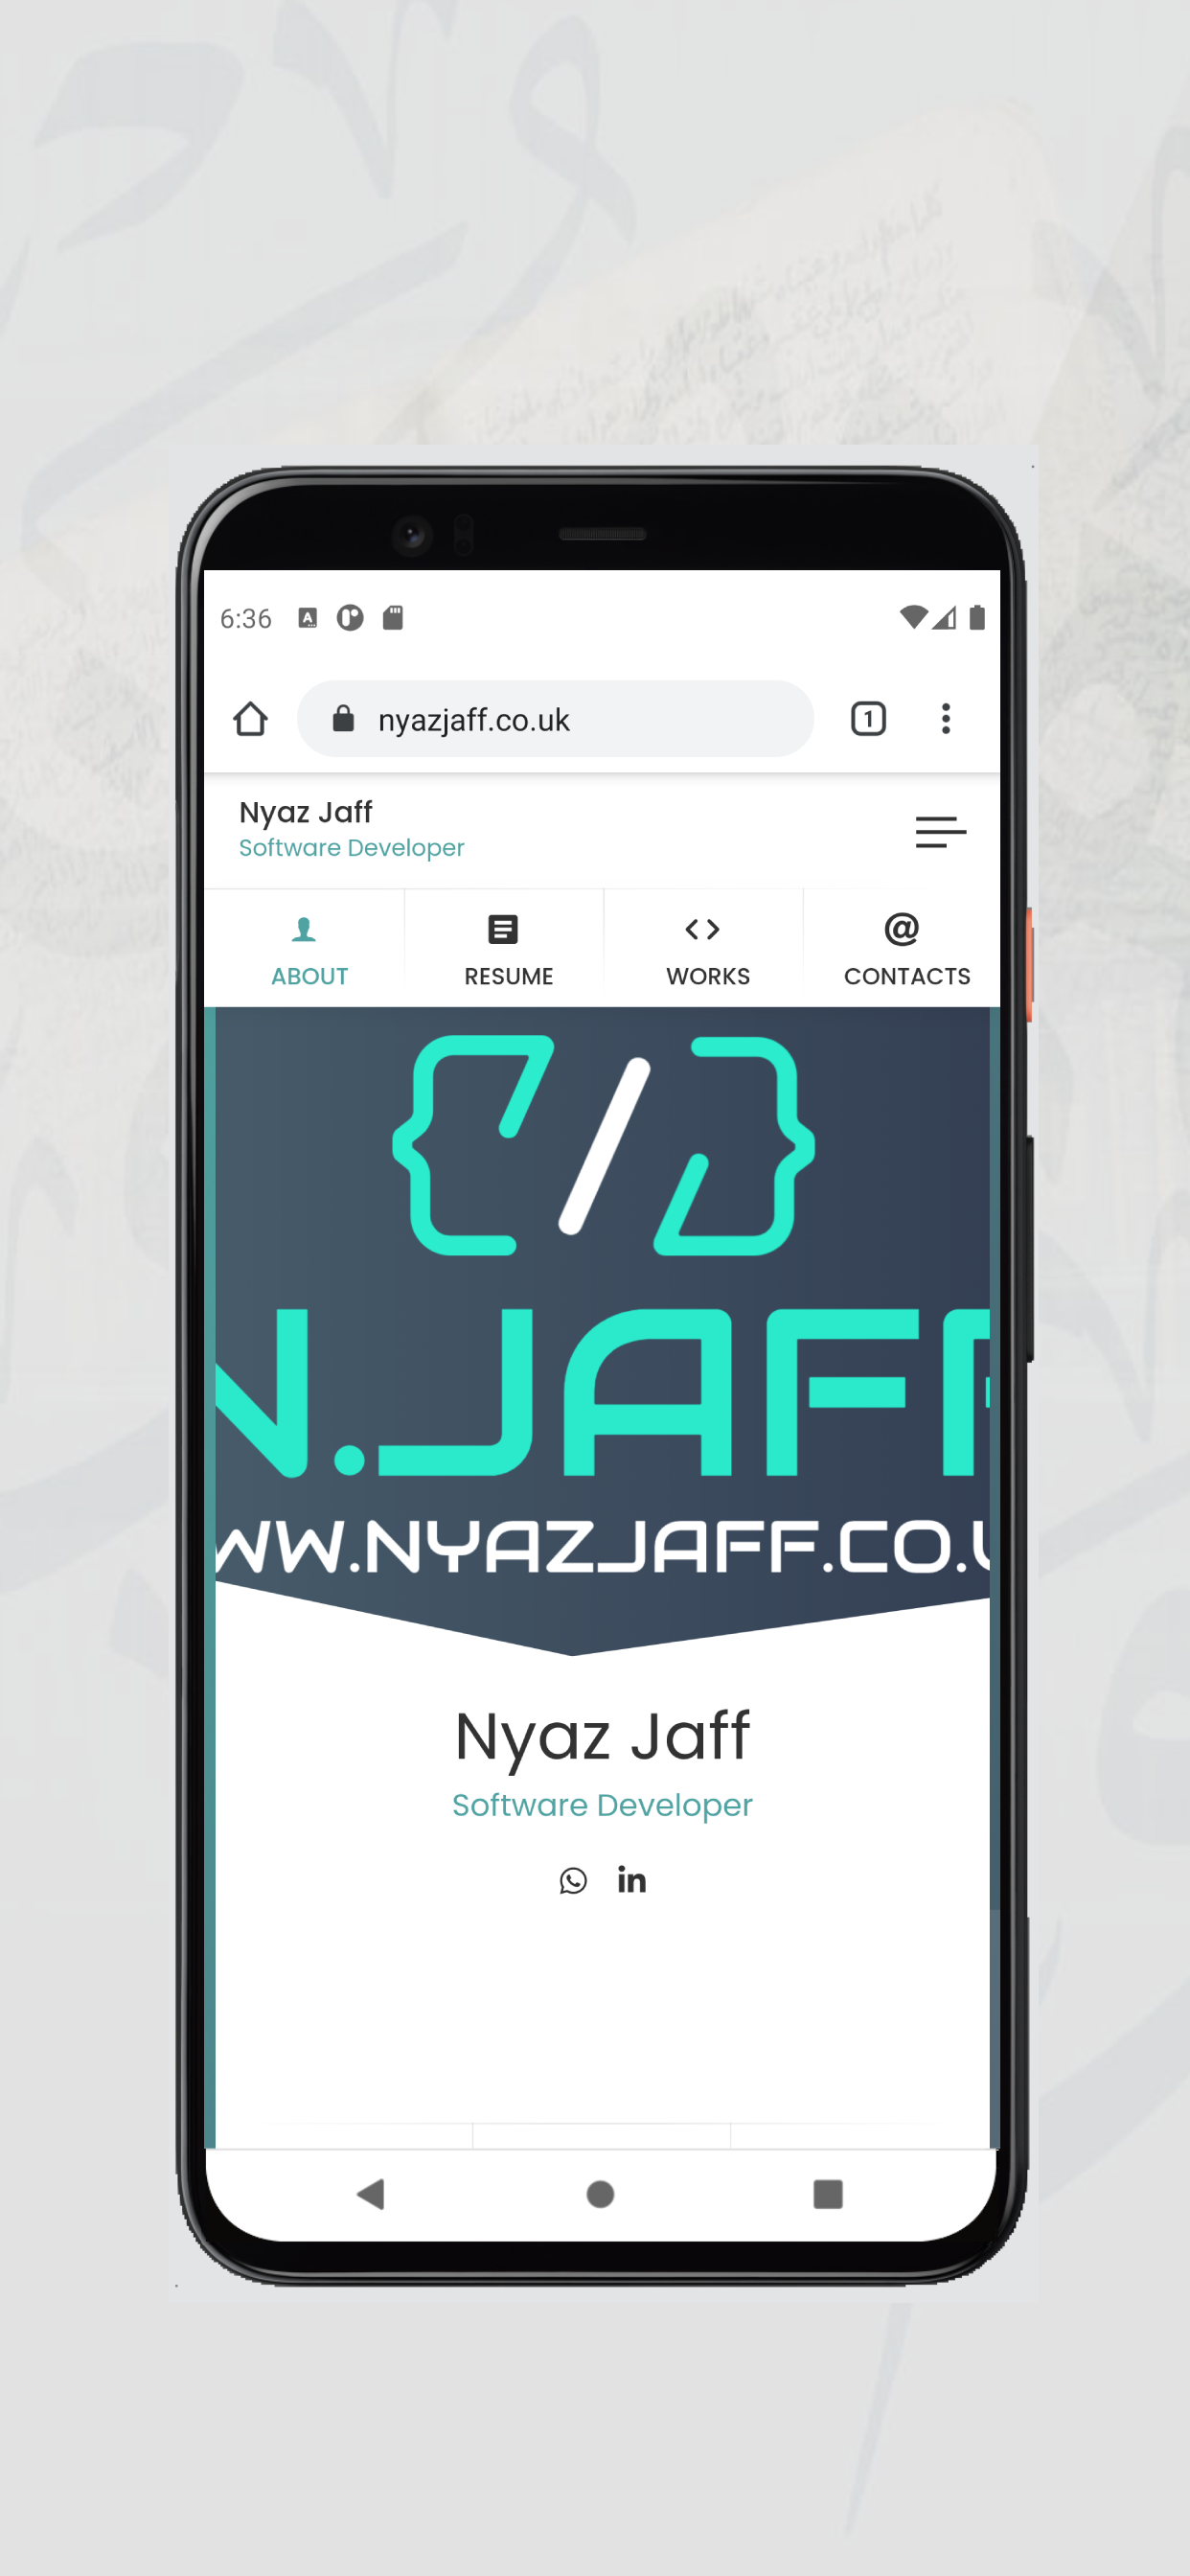 6:36
nyazjaff.co.uk
1
Nyaz Jaff
Software Developer
ABOUT
RESUME
WORKS
CONTACTS
N.JAFF
WW.NYAZJAFF.CO.U
Nyaz Jaff
Software Developer
in